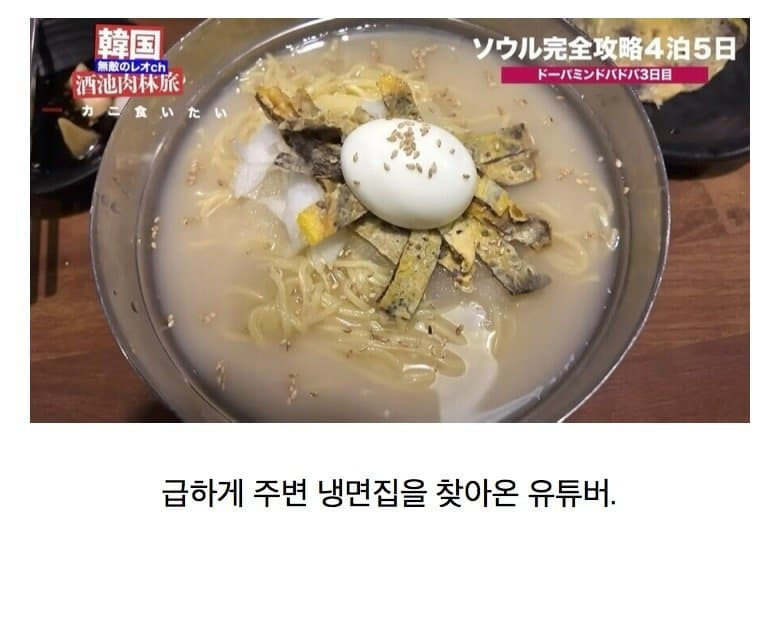 韓国
無敵のレオch
酒池肉林旅
カニ食いたい
ソウル完全攻略4泊5日
ドーパミンドバドバ3日目
급하게 주변 냉면집을 찾아온 유튜버.